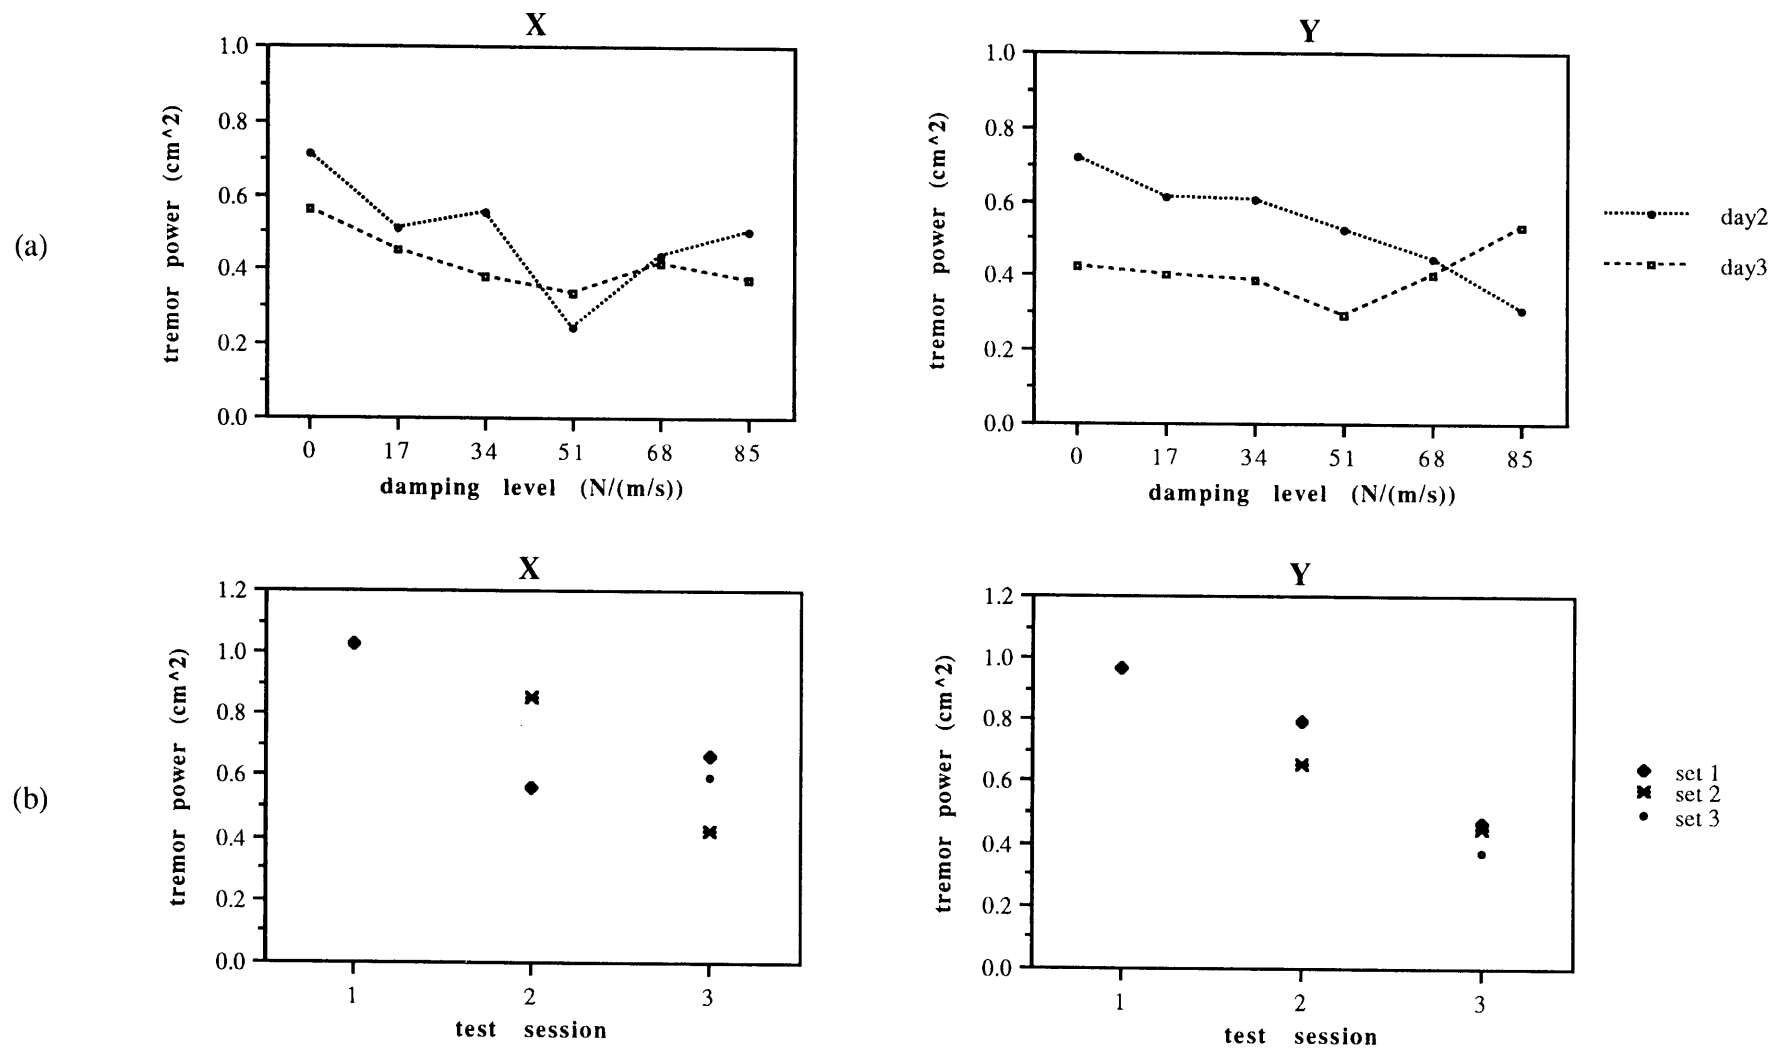 X
1.0
0.8
0.6
0.4
0.2
0.0
tremor power (cm^2)
0 17 34 51 68 85
damping level (N/(m/s))
Y
1.0
0.8
0.6
0.4
0.2
0.0
tremor power (cm^2)
0 17 34 51 68 85
damping level (N/(m/s))
day2
day3
(a)
X
1.2
1.0
0.8
0.6
0.4
0.2
0.0
tremor power (cm^2)
1 2 3
test session
Y
1.2
1.0
0.8
0.6
0.4
0.2
0.0
tremor power (cm^2)
1 2 3
test session
set 1
set 2
set 3
(b)